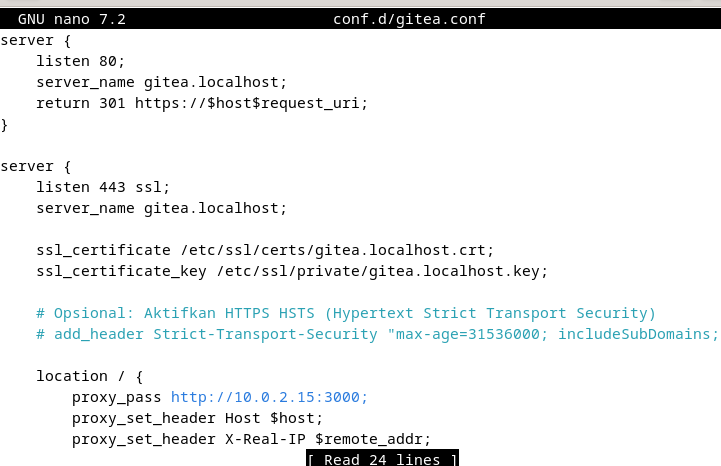 GNU nano 7.2 conf.d/gitea.conf
server {
    listen 80;
    server_name gitea.localhost;
    return 301 https://$host$request_uri;
}

server {
    listen 443 ssl;
    server_name gitea.localhost;

    ssl_certificate /etc/ssl/certs/gitea.localhost.crt;
    ssl_certificate_key /etc/ssl/private/gitea.localhost.key;

    # Opsional: Aktifkan HTTPS HSTS (Hypertext Strict Transport Security)
    # add_header Strict-Transport-Security "max-age=31536000; includeSubDomains;

    location / {
        proxy_pass http://10.0.2.15:3000;
        proxy_set_header Host $host;
        proxy_set_header X-Real-IP $remote_addr;
[ Read 24 lines ]